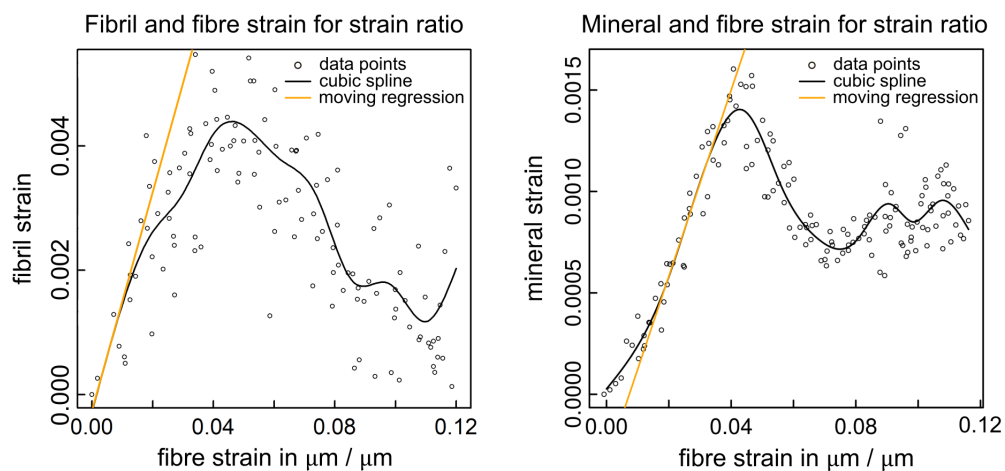 Fibril and fibre strain for strain ratio
data points
cubic spline
moving regression
fibril strain
0.004
0.002
0.000
0.00
0.04
0.08
0.12
fibre strain in μm / μm
Mineral and fibre strain for strain ratio
data points
cubic spline
moving regression
mineral strain
0.0015
0.0010
0.0005
0.0000
0.00
0.04
0.08
0.12
fibre strain in μm / μm